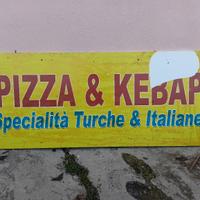 PIZZA & KEBAP
Specialità Turche & Italiane